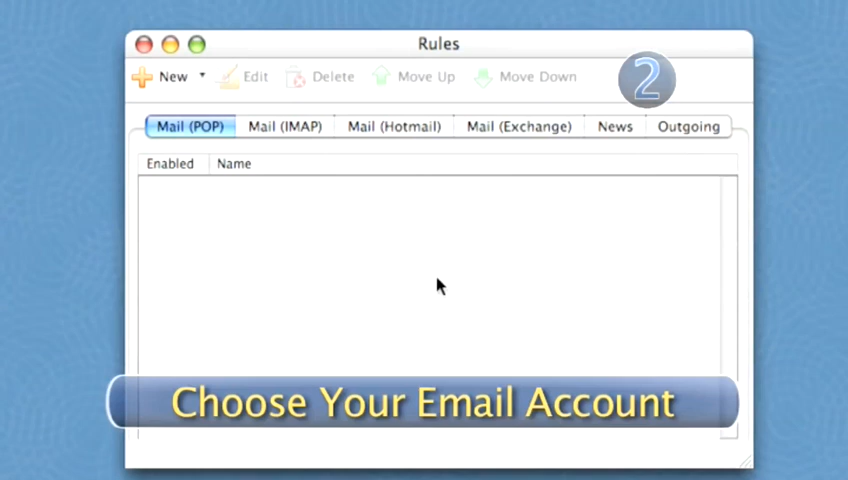 Rules
New Edit Delete Move Up Move Down
2
Mail (POP) Mail (IMAP) Mail (Hotmail) Mail (Exchange) News Outgoing
Enabled Name
Choose Your Email Account